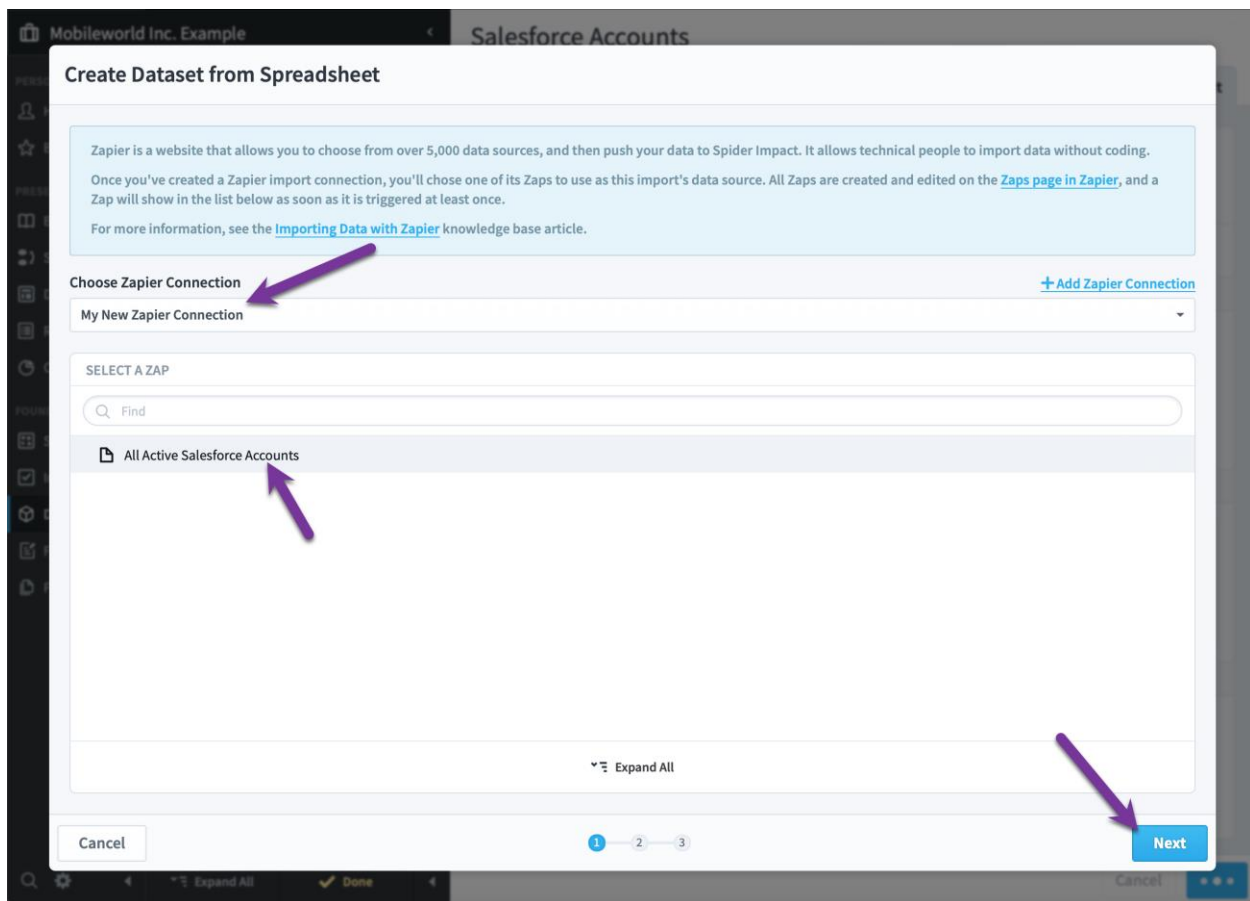 Mobileworld Inc. Example
Salesforce Accounts
Create Dataset from Spreadsheet
Zapier is a website that allows you to choose from over 5,000 data sources, and then push your data to Spider Impact. It allows technical people to import data without coding.
Once you've created a Zapier import connection, you'll chose one of its Zaps to use as this import's data source. All Zaps are created and edited on the Zaps page in Zapier, and a
Zap will show in the list below as soon as it is triggered at least once.
For more information, see the Importing Data with Zapier knowledge base article.
Choose Zapier Connection
+ Add Zapier Connection
My New Zapier Connection
SELECT A ZAP
Find
All Active Salesforce Accounts
Expand All
Cancel
1 2 3
Next
Expand All
Done
Cancel